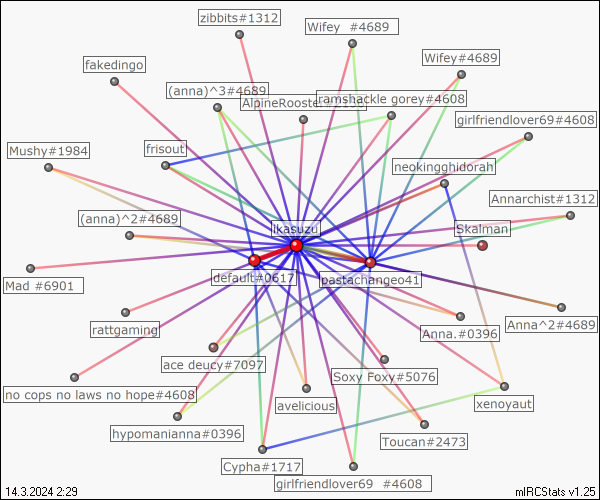 zibbits#1312
Wifey #4689
Wifey#4689
fakedingo
(anna)^3#4689
ramshackle gorey#4608
girlfriendlover69#4608
Mushy#1984
frisout
neokingghidorah
Annarchist#1312
(anna)^2#4689
ikasuzu
Skalman
Mad #6901
default#0617
pastachangeo41
rattgaming
Anna.#0396
Anna^2#4689
ace deucy#7097
Soxy Foxy#5076
no cops no laws no hope#4608
avelicious
xenoyaut
hypomanianna#0396
Toucan#2473
Cypha#1717
girlfriendlover69 #4608
14.3.2024 2:29
mIRCStats v1.25